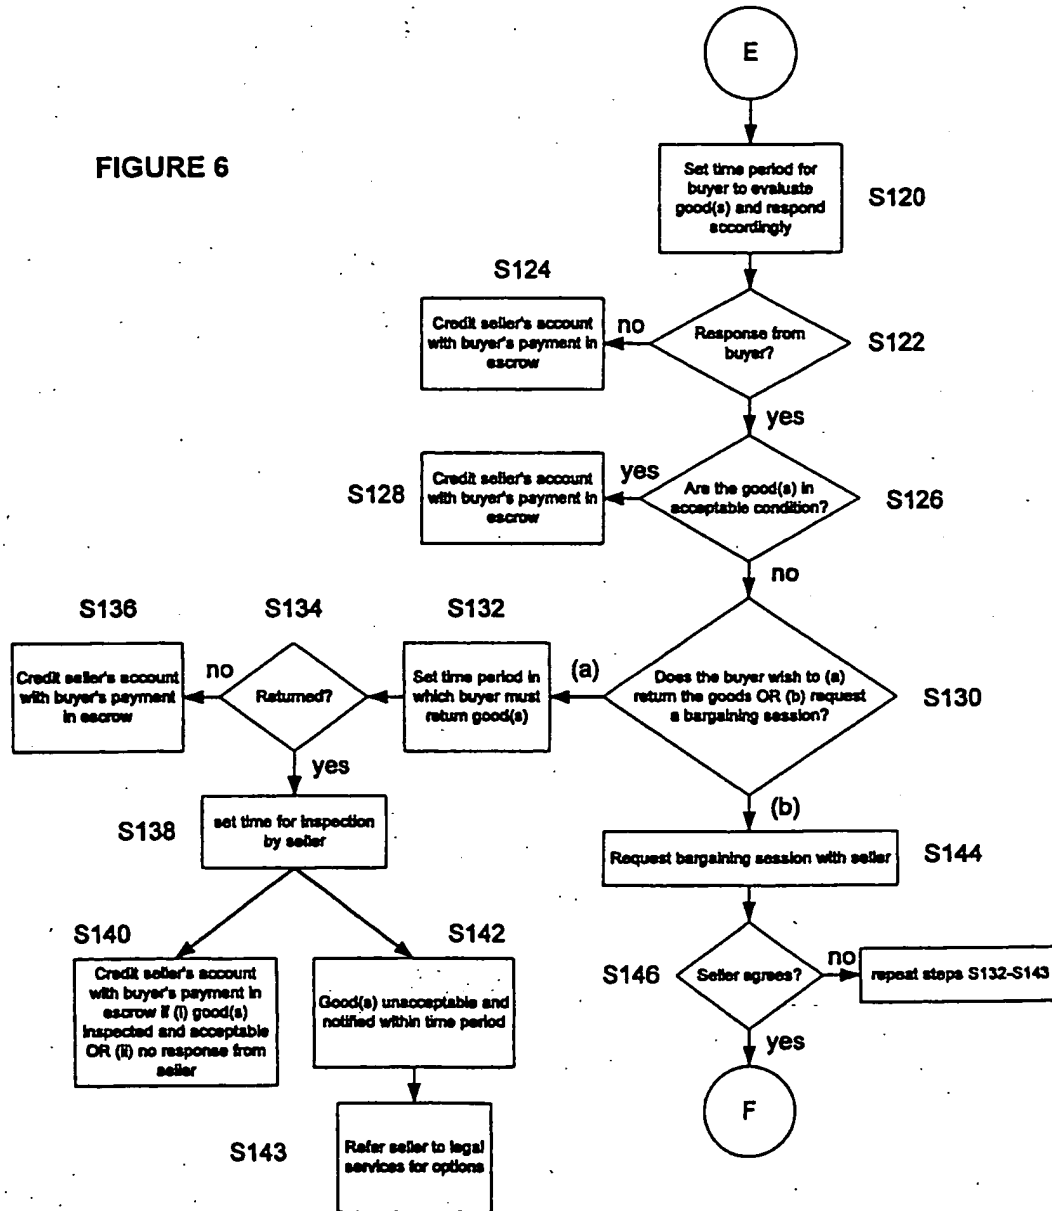 E
FIGURE 6
Set time period for
buyer to evaluate
good(s) and respond
accordingly
S120
S124
Credit seller's account
with buyer's payment in
escrow
no
Response from
buyer?
S122
yes
S128
Credit seller's account
with buyer's payment in
escrow
yes
Are the good(s) in
acceptable condition?
S126
no
S136
S134
S132
Credit seller's account
with buyer's payment
in escrow
no
Returned?
Set time period in
which buyer must
return good(s)
(a)
Does the buyer wish to (a)
return the goods OR (b) request
a bargaining session?
S130
yes
(b)
S138
set time for inspection
by seller
Request bargaining session with seller
S144
S140
S142
Credit seller's account
with buyer's payment in
escrow if (i) good(s)
inspected and acceptable
OR (ii) no response from
seller
Good(s) unacceptable and
notified within time period
S146
Seller agrees?
no
repeat steps S132-S143
yes
F
S143
Refer seller to legal
services for options